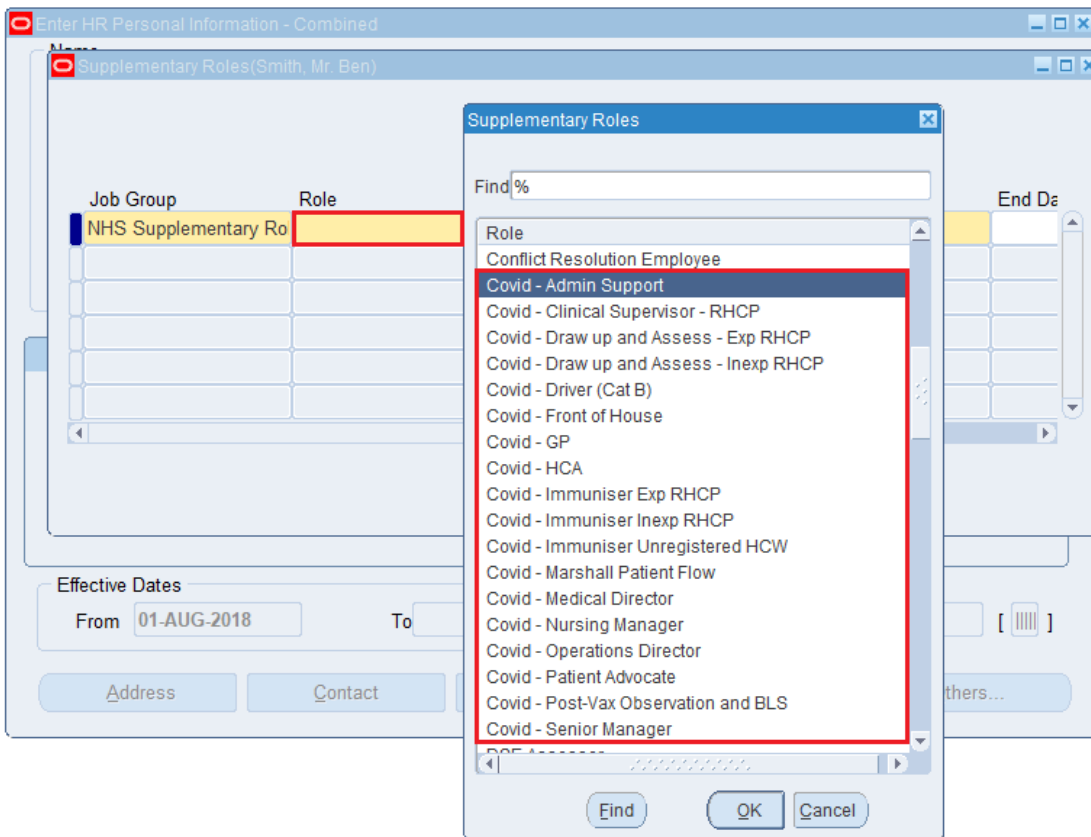 Enter HR Personal Information - Combined
Supplementary Roles(Smith, Mr. Ben)
Supplementary Roles
Find %
Job Group Role End Da
NHS Supplementary Ro
Role
Conflict Resolution Employee
Covid - Admin Support
Covid - Clinical Supervisor - RHCP
Covid - Draw up and Assess - Exp RHCP
Covid - Draw up and Assess - Inexp RHCP
Covid - Driver (Cat B)
Covid - Front of House
Covid - GP
Covid - HCA
Covid - Immuniser Exp RHCP
Covid - Immuniser Inexp RHCP
Covid - Immuniser Unregistered HCW
Covid - Marshall Patient Flow
Covid - Medical Director
Covid - Nursing Manager
Covid - Operations Director
Covid - Patient Advocate
Covid - Post-Vax Observation and BLS
Covid - Senior Manager
Effective Dates
From 01-AUG-2018 To [ ]
Address Contact thers...
Find OK Cancel